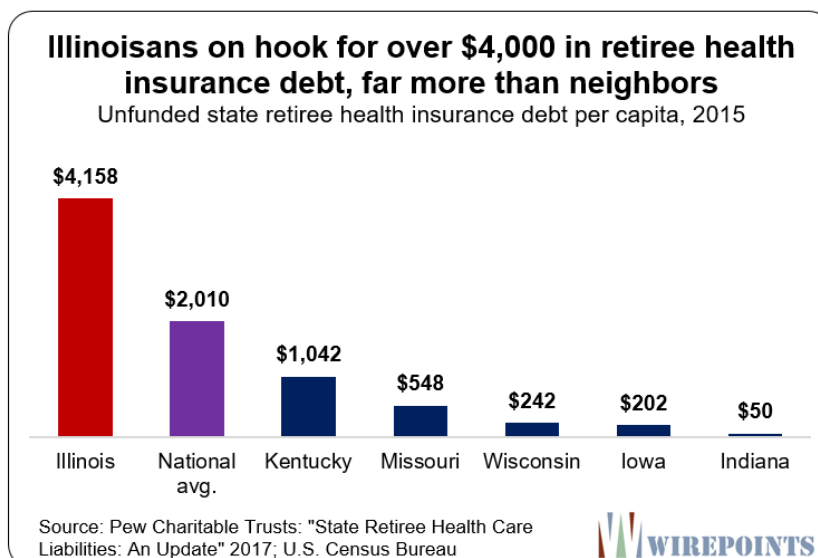 Illinoisans on hook for over $4,000 in retiree health
insurance debt, far more than neighbors
Unfunded state retiree health insurance debt per capita, 2015
$4,158
$2,010
$1,042
$548
$242
$202
$50
Illinois
National
avg.
Kentucky
Missouri
Wisconsin
Iowa
Indiana
Source: Pew Charitable Trusts: "State Retiree Health Care
Liabilities: An Update" 2017; U.S. Census Bureau
WIREPOINTS